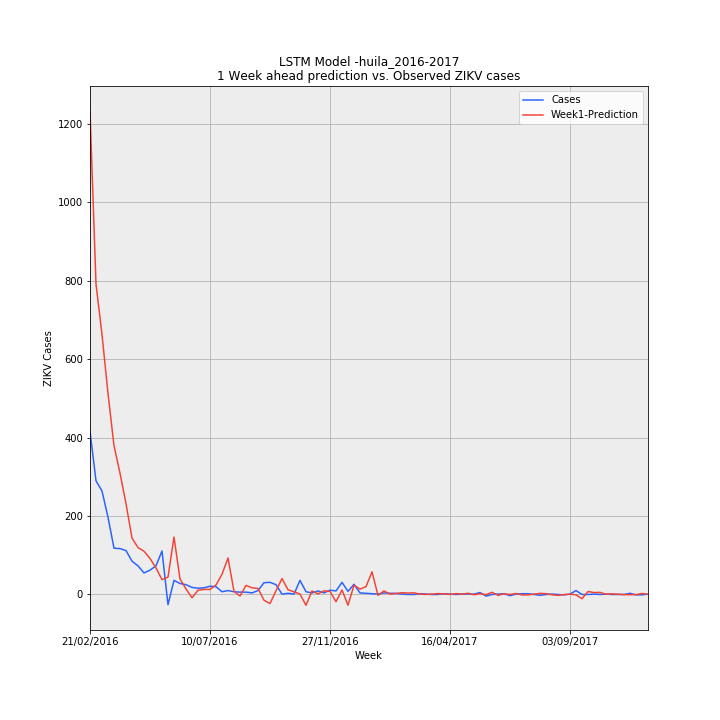 LSTM Model -huila_2016-2017
1 Week ahead prediction vs. Observed ZIKV cases
Cases
Week1-Prediction
1200
1000
800
600
400
200
0
ZIKV Cases
21/02/2016 10/07/2016 27/11/2016 16/04/2017 03/09/2017
Week